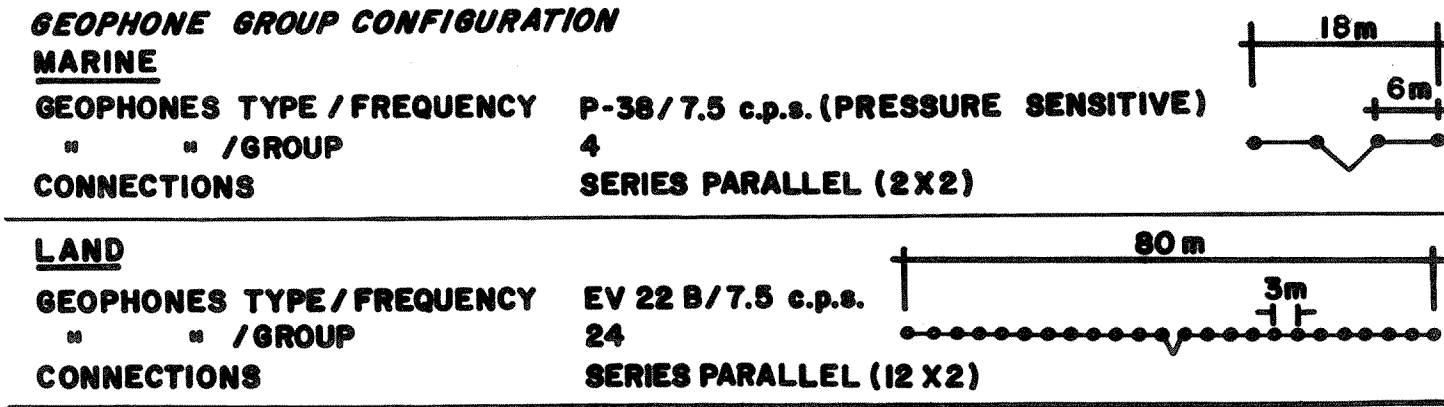 GEOPHONE GROUP CONFIGURATION
18m
MARINE
GEOPHONES TYPE / FREQUENCY P-38/7.5 c.p.s. (PRESSURE SENSITIVE)
6m
" " /GROUP 4
CONNECTIONS SERIES PARALLEL (2X2)
LAND
80 m
GEOPHONES TYPE/FREQUENCY EV 22 B/7.5 c.p.s.
3m
" " /GROUP 24
CONNECTIONS SERIES PARALLEL (12 X2)